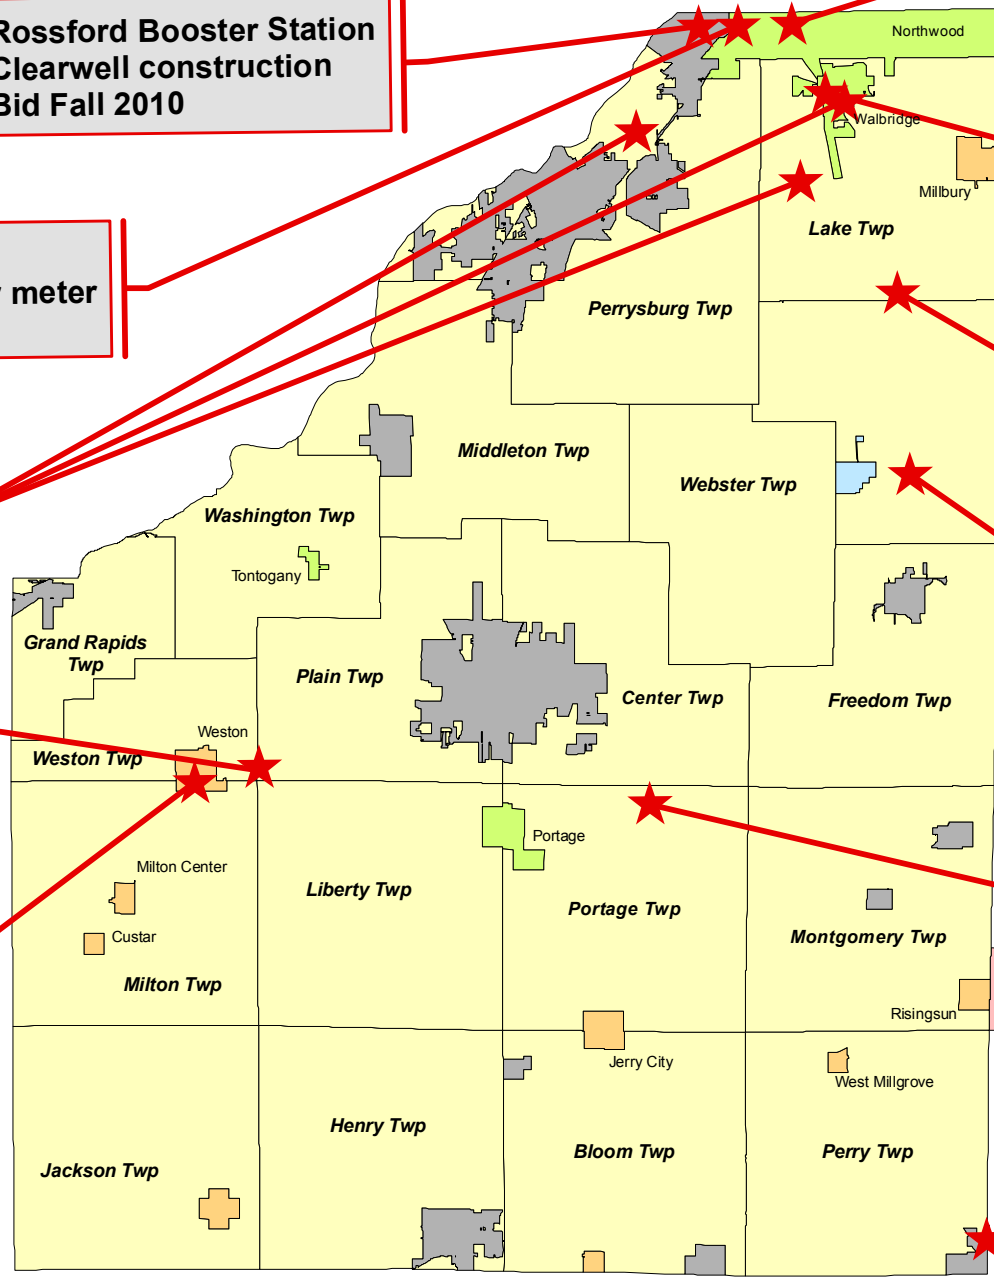 Rossford Booster Station
Clearwell construction
Bid Fall 2010
meter
Northwood
Walbridge
Millbury
Lake Twp
Perrysburg Twp
Middleton Twp
Webster Twp
Washington Twp
Tontogany
Grand Rapids
Twp
Plain Twp
Center Twp
Freedom Twp
Weston
Weston Twp
Portage
Milton Center
Liberty Twp
Portage Twp
Custar
Montgomery Twp
Milton Twp
Risingsun
Jerry City
West Millgrove
Henry Twp
Bloom Twp
Perry Twp
Jackson Twp